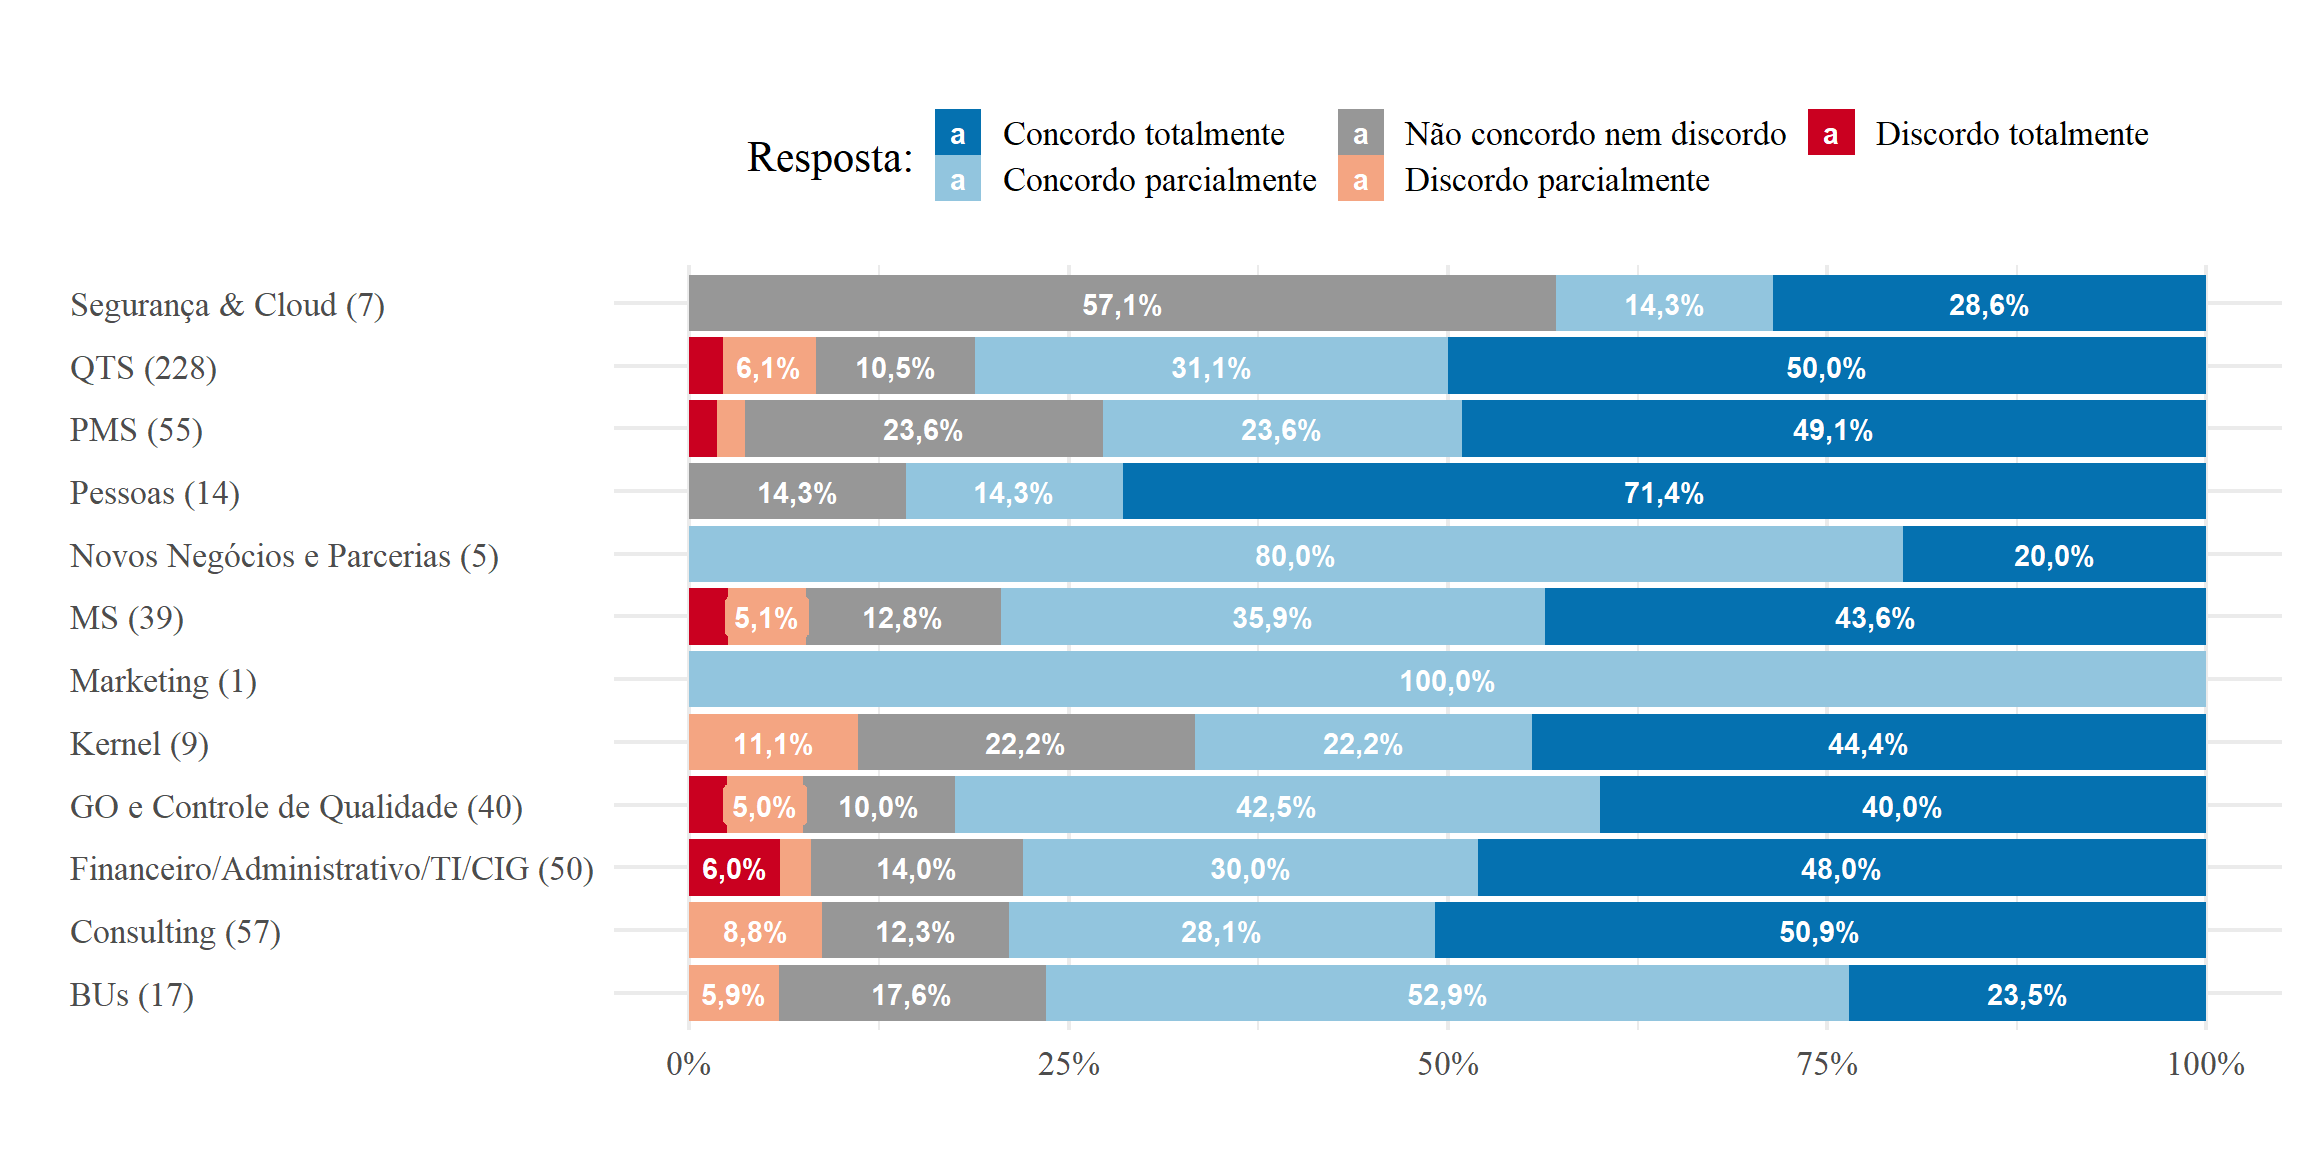 Resposta:
a Concordo totalmente
a Concordo parcialmente
a Não concordo nem discordo
a Discordo parcialmente
a Discordo totalmente
Segurança & Cloud (7) 57,1% 14,3% 28,6%
QTS (228) 6,1% 10,5% 31,1% 50,0%
PMS (55) 23,6% 23,6% 49,1%
Pessoas (14) 14,3% 14,3% 71,4%
Novos Negócios e Parcerias (5) 80,0% 20,0%
MS (39) 5,1% 12,8% 35,9% 43,6%
Marketing (1) 100,0%
Kernel (9) 11,1% 22,2% 22,2% 44,4%
GO e Controle de Qualidade (40) 5,0% 10,0% 42,5% 40,0%
Financeiro/Administrativo/TI/CIG (50) 6,0% 14,0% 30,0% 48,0%
Consulting (57) 8,8% 12,3% 28,1% 50,9%
BUs (17) 5,9% 17,6% 52,9% 23,5%
0% 25% 50% 75% 100%